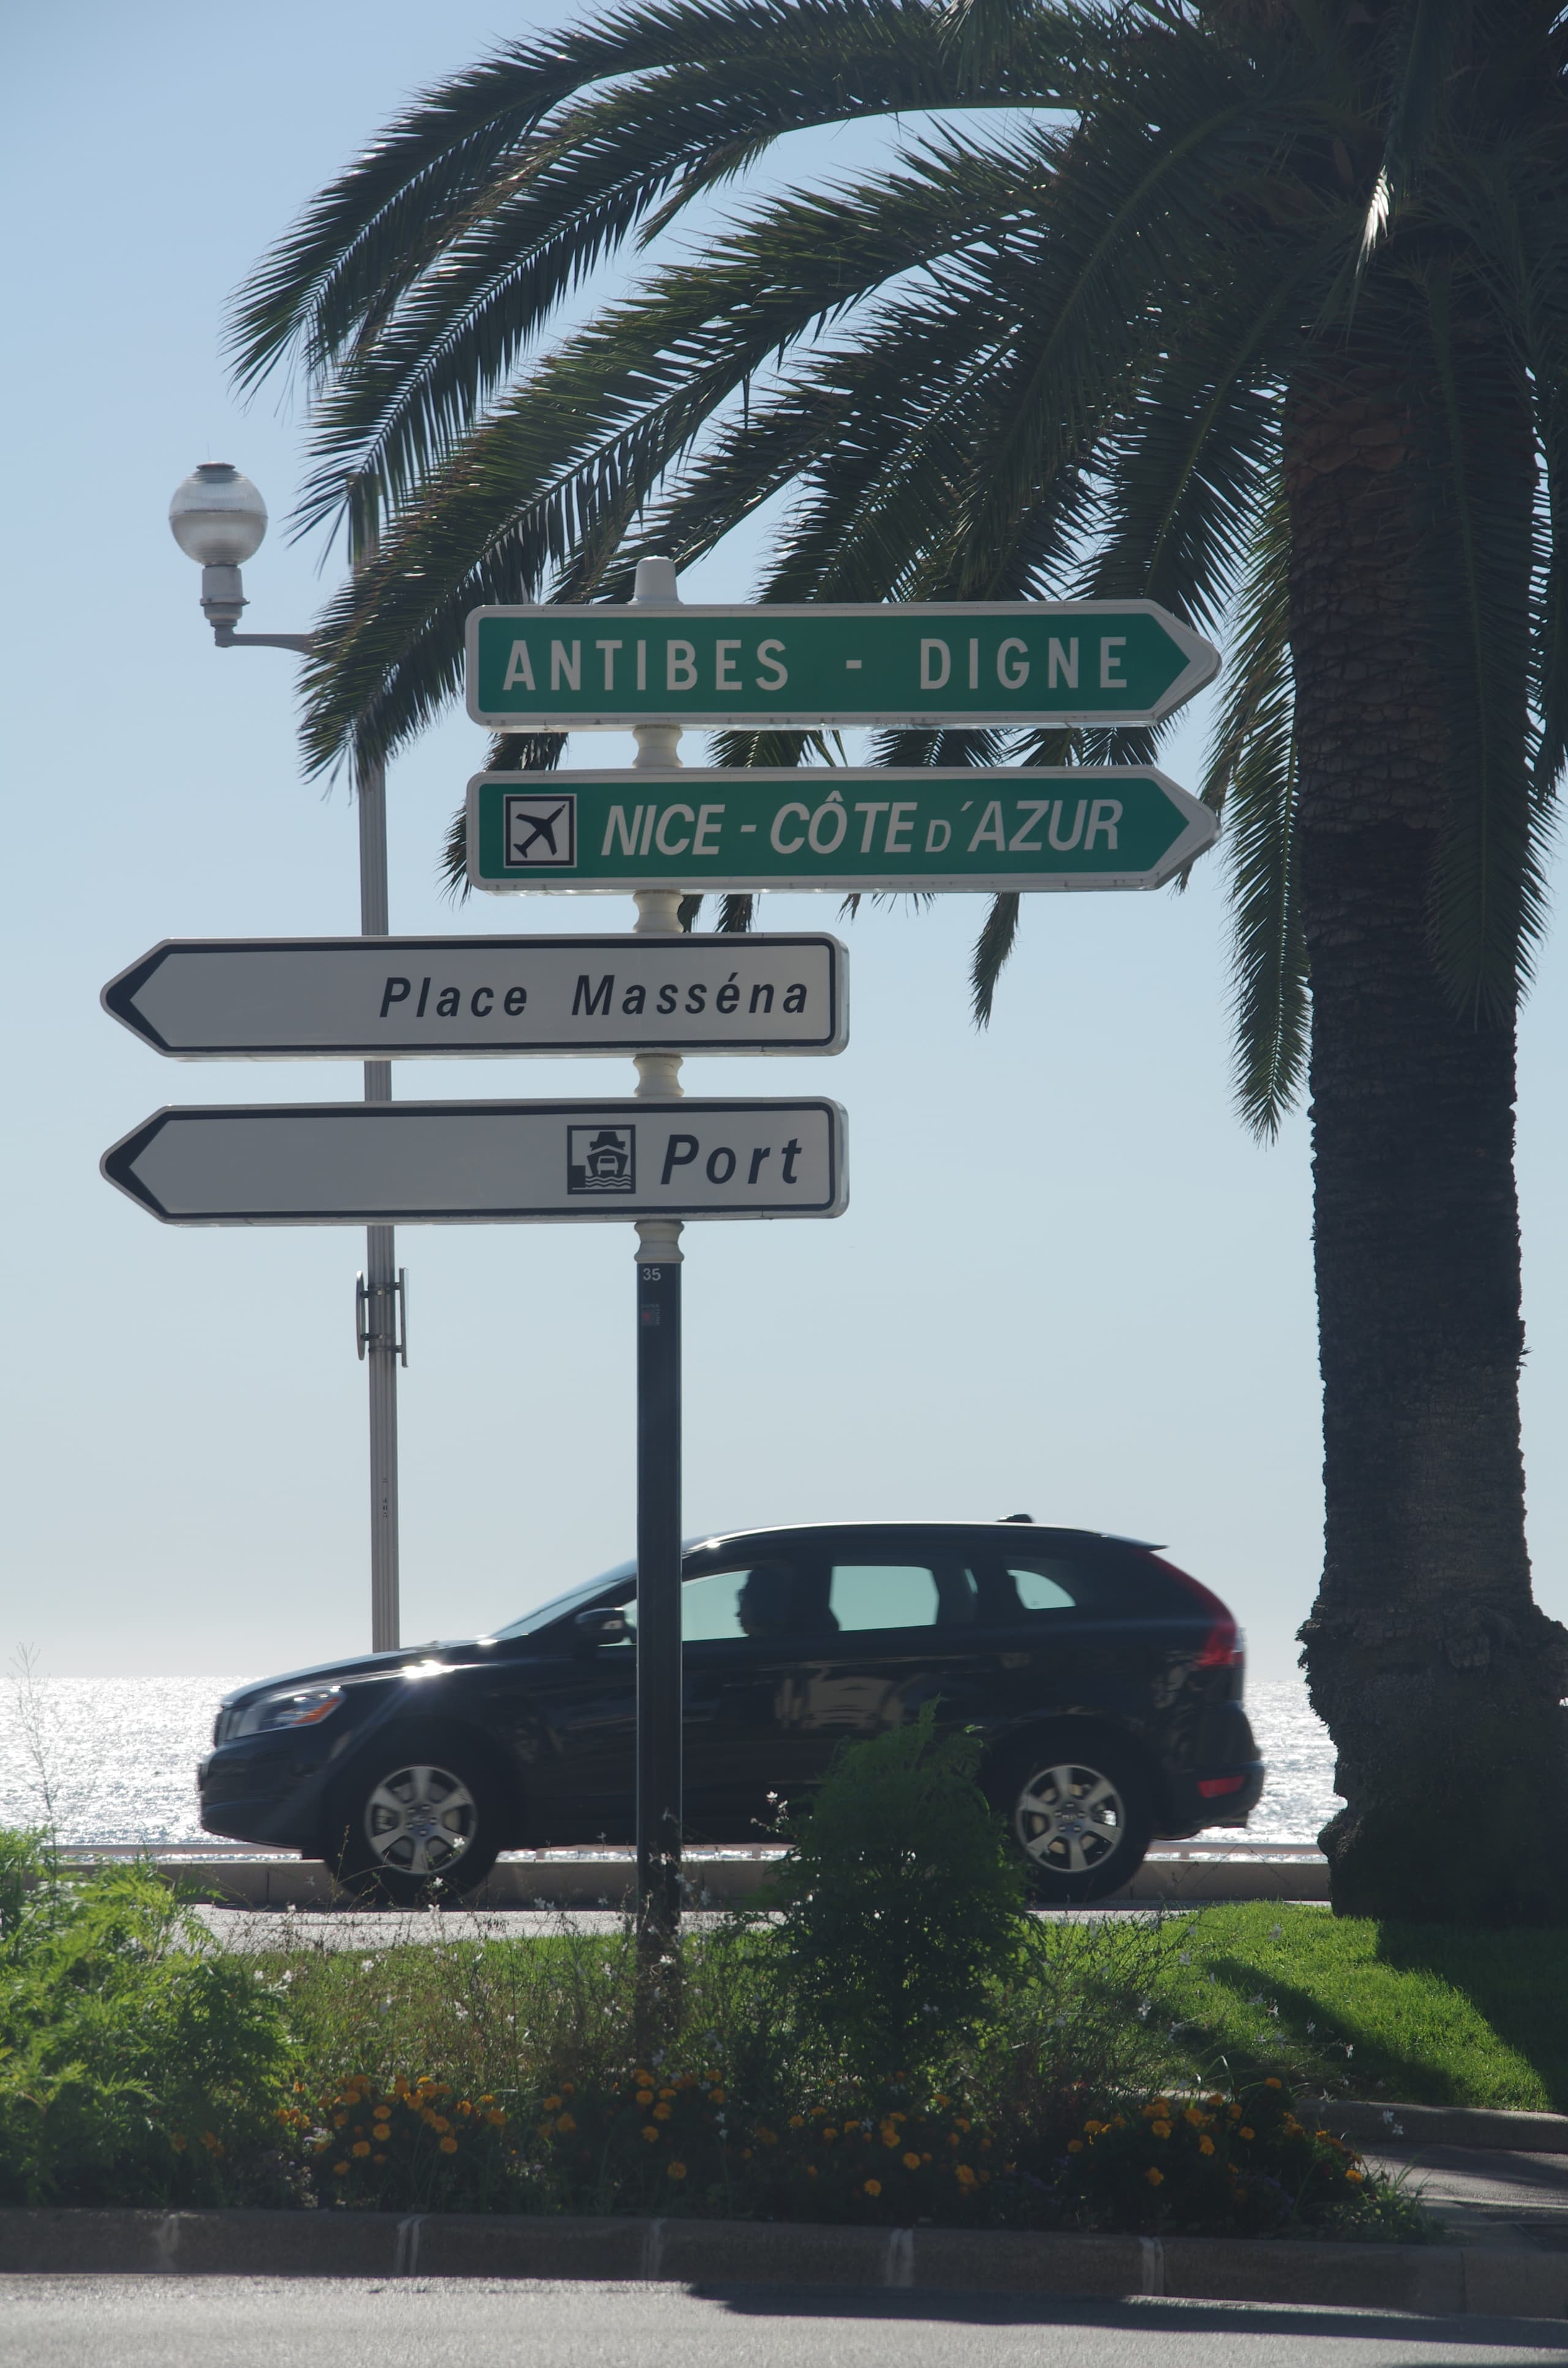 ANTIBES - DIGNE
NICE - CÔTE D'AZUR
Place Masséna
Port
35